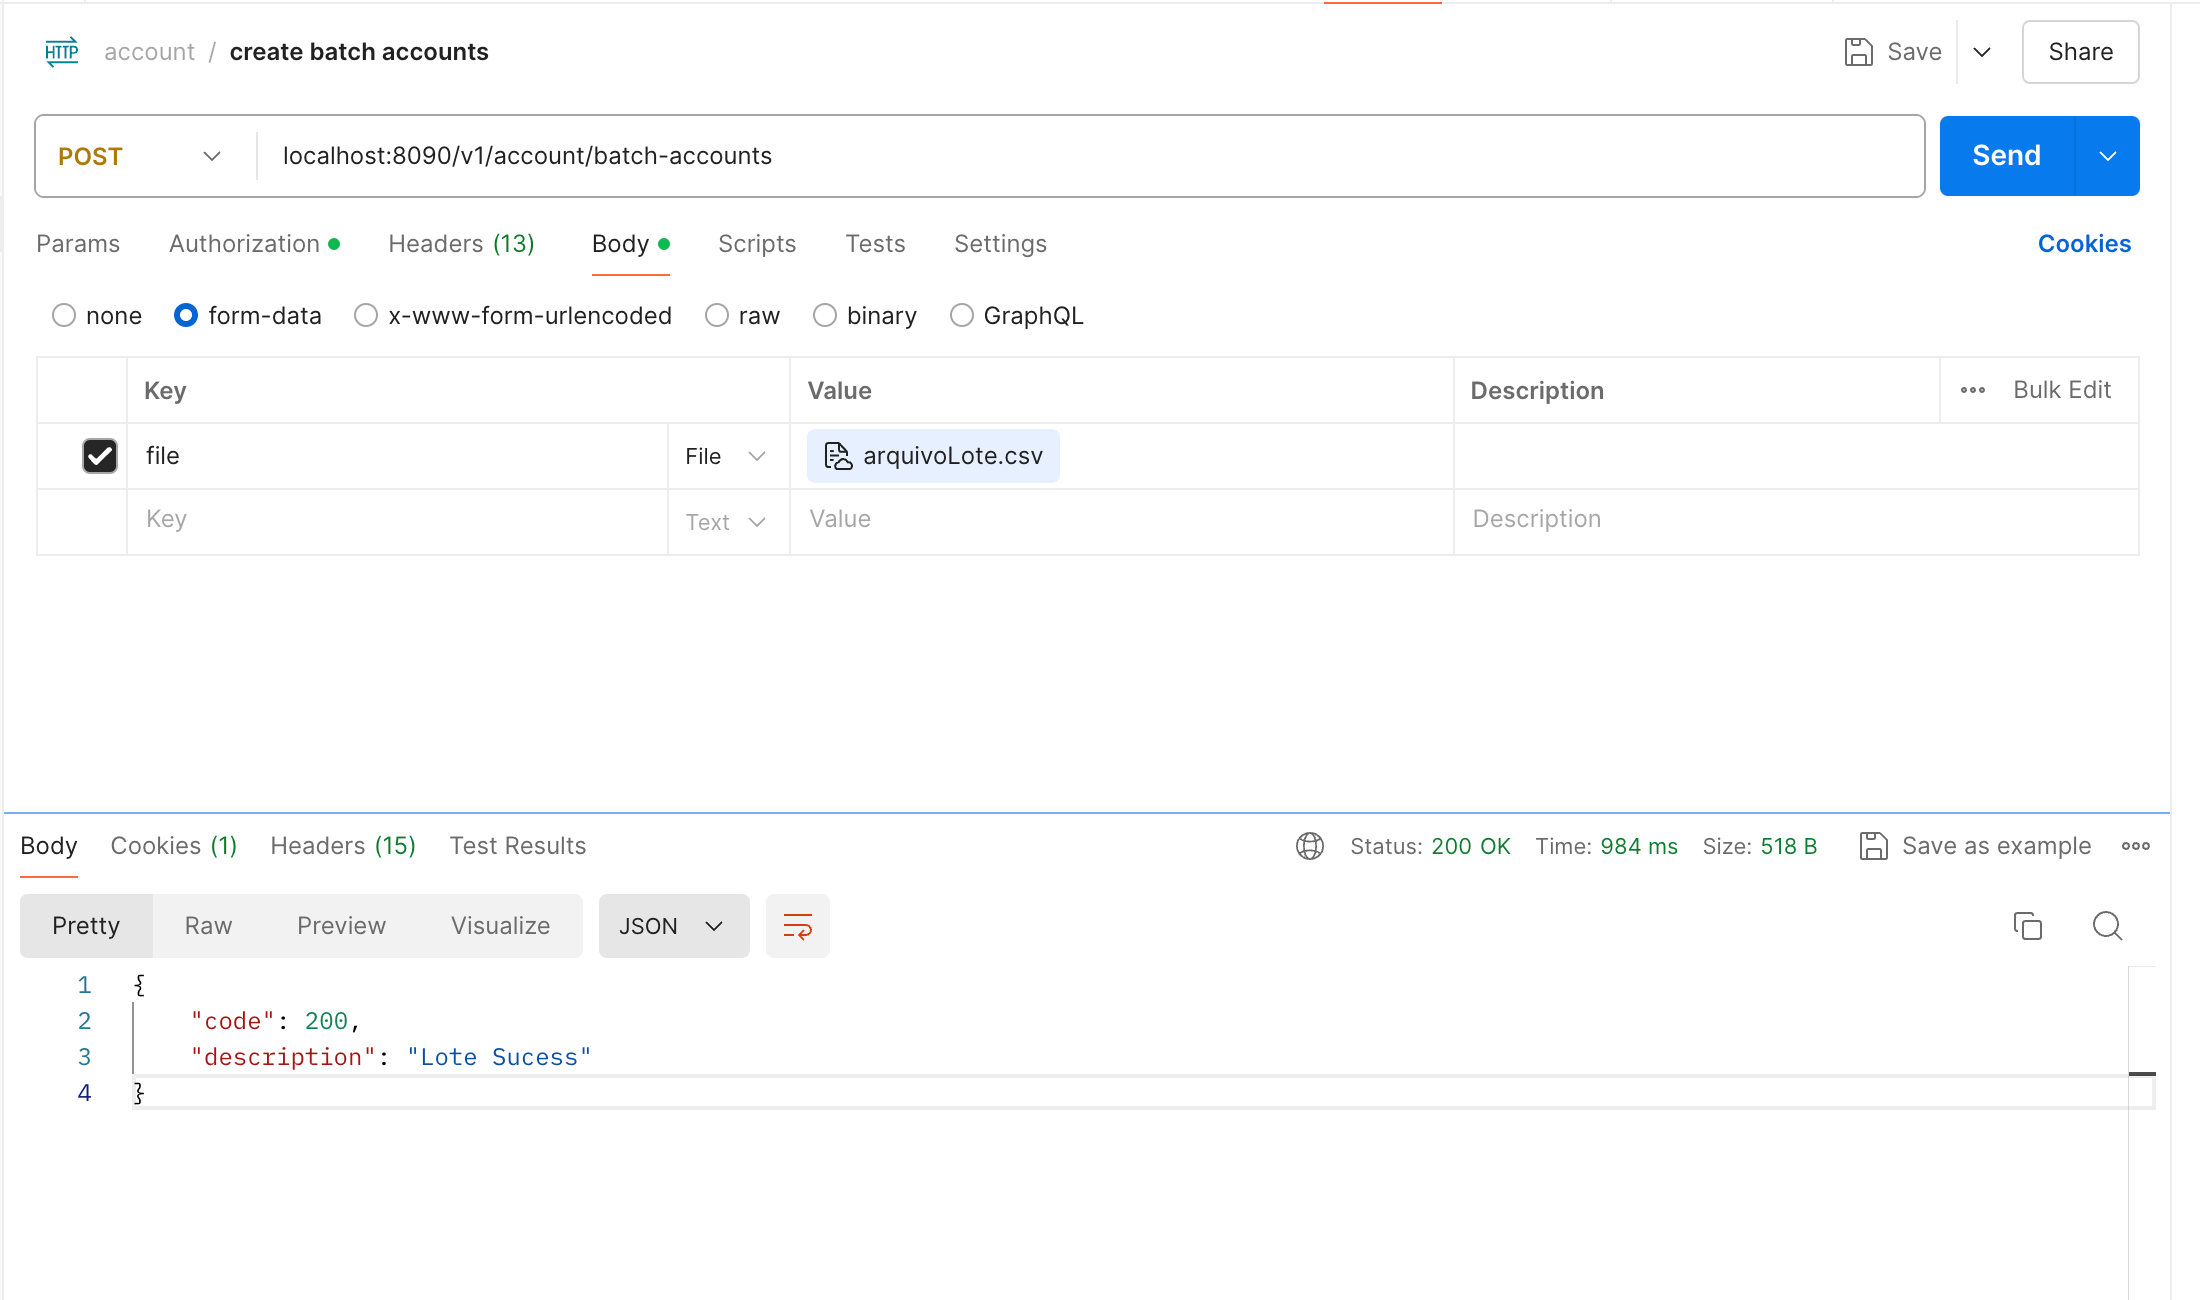 HTTP account / create batch accounts Save Share
POST localhost:8090/v1/account/batch-accounts Send
Params Authorization Headers (13) Body Scripts Tests Settings Cookies
none form-data x-www-form-urlencoded raw binary GraphQL
Key Value Description Bulk Edit
file File arquivoLote.csv
Key Text Value Description
Body Cookies (1) Headers (15) Test Results Status: 200 OK Time: 984 ms Size: 518 B Save as example
Pretty Raw Preview Visualize JSON
1 {
2 "code": 200,
3 "description": "Lote Sucess"
4 }